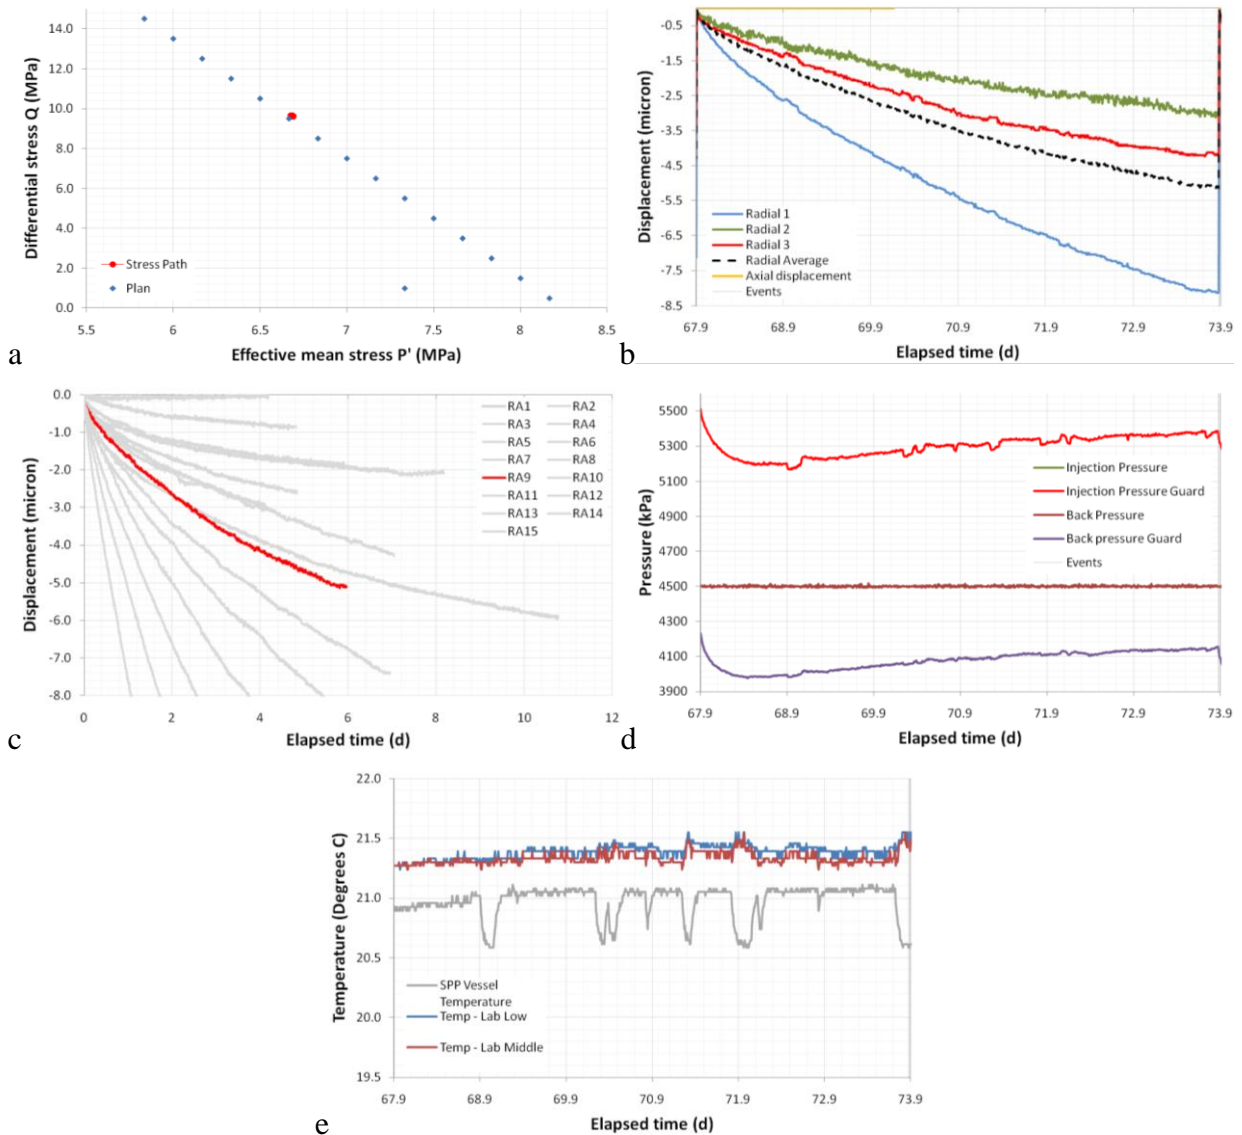 14.0
12.0
10.0
8.0
6.0
4.0
2.0
0.0
Differential stress Q (MPa)
Stress Path
Plan
5.5 6 6.5 7 7.5 8 8.5
Effective mean stress P' (MPa)
a
-0.5
-1.5
-2.5
-3.5
-4.5
-5.5
-6.5
-7.5
-8.5
Displacement (micron)
Radial 1
Radial 2
Radial 3
Radial Average
Axial displacement
Events
67.9 68.9 69.9 70.9 71.9 72.9 73.9
Elapsed time (d)
b
0.0
-1.0
-2.0
-3.0
-4.0
-5.0
-6.0
-7.0
-8.0
Displacement (micron)
RA1 RA2
RA3 RA4
RA5 RA6
RA7 RA8
RA9 RA10
RA11 RA12
RA13 RA14
RA15
0 2 4 6 8 10 12
Elapsed time (d)
c
5500
5300
5100
4900
4700
4500
4300
4100
3900
Pressure (kPa)
Injection Pressure
Injection Pressure Guard
Back Pressure
Back pressure Guard
Events
67.9 68.9 69.9 70.9 71.9 72.9 73.9
Elapsed time (d)
d
22.0
21.5
21.0
20.5
20.0
19.5
Temperature (Degrees C)
SPP Vessel
Temperature
Temp - Lab Low
Temp - Lab Middle
67.9 68.9 69.9 70.9 71.9 72.9 73.9
Elapsed time (d)
e